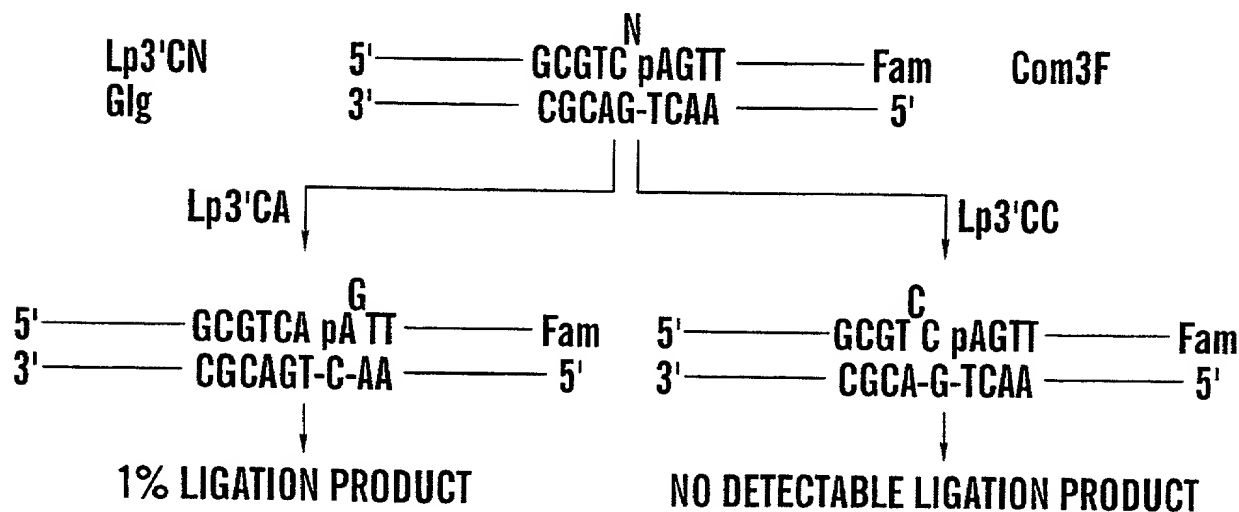 N
Lp3'CN 5' GCGTC pAGTT Fam Com3F
Glg 3' CGCAG-TCAA 5'
Lp3'CA Lp3'CC
G C
5' GCGTCA pA TT Fam 5' GCGT C pAGTT Fam
3' CGCAGT-C-AA 5' 3' CGCA-G-TCAA 5'
1% LIGATION PRODUCT NO DETECTABLE LIGATION PRODUCT